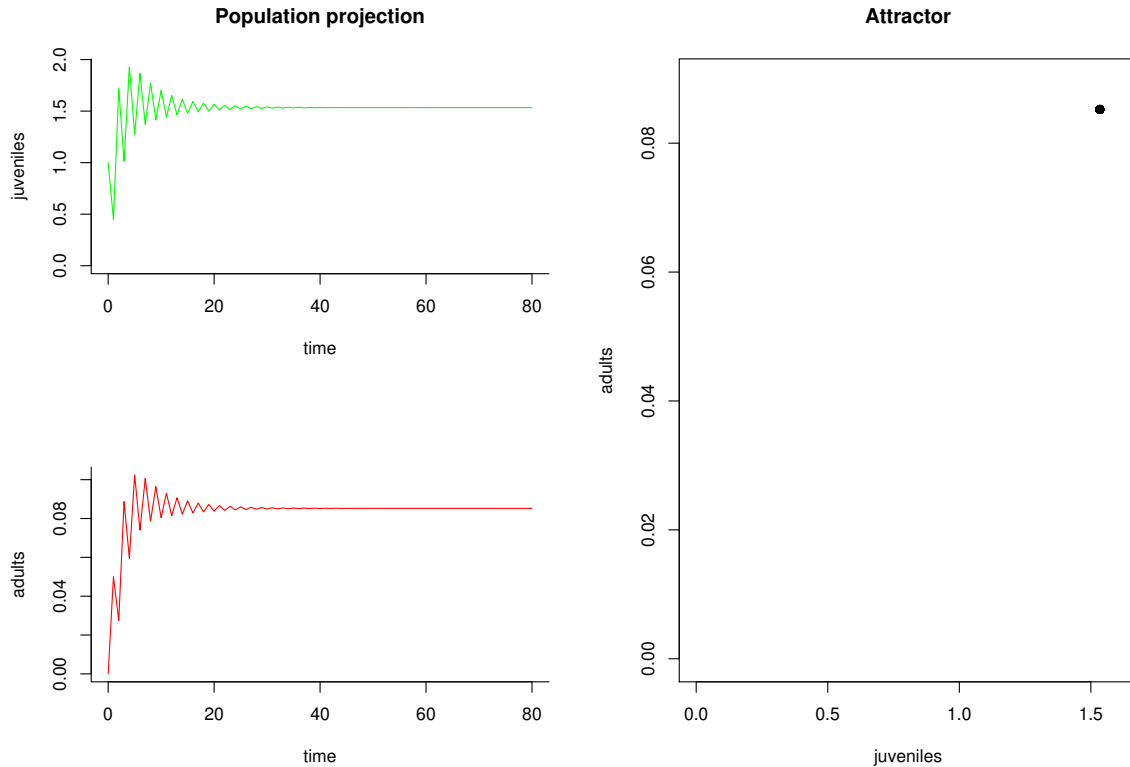 Population projection
juveniles
0.0 0.5 1.0 1.5 2.0
0 20 40 60 80
time
adults
0.00 0.04 0.08
0 20 40 60 80
time
Attractor
adults
0.00 0.02 0.04 0.06 0.08
0.0 0.5 1.0 1.5
juveniles